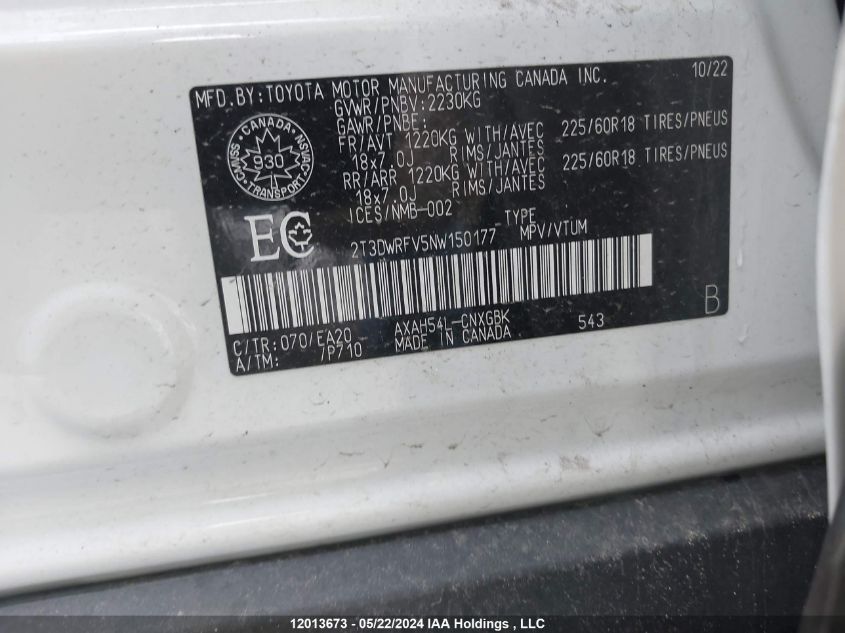 MFD.BY:TOYOTA MOTOR MANUFACTURING CANADA INC. 10/22
GVWR/PNBV:2230KG
GAWR/PNBE:
FR/AVT 1220KG WITH/AVEC 225/60R18 TIRES/PNEUS
18x7.0J RIMS/JANTES
RR/ARR 1220KG WITH/AVEC 225/60R18 TIRES/PNEUS
18x7.0J RIMS/JANTES
ICES/NMB-002
CANADA
CMVSS 930 NSVAC
TRANSPORT
EC
TYPE
2T3DWRFV5NW150177 MPV/VTUM
C/TR:070/EA20 AXAH54L-CNXGBK 543 B
A/TM: /P710 MADE IN CANADA
12013673 - 05/22/2024 IAA Holdings , LLC